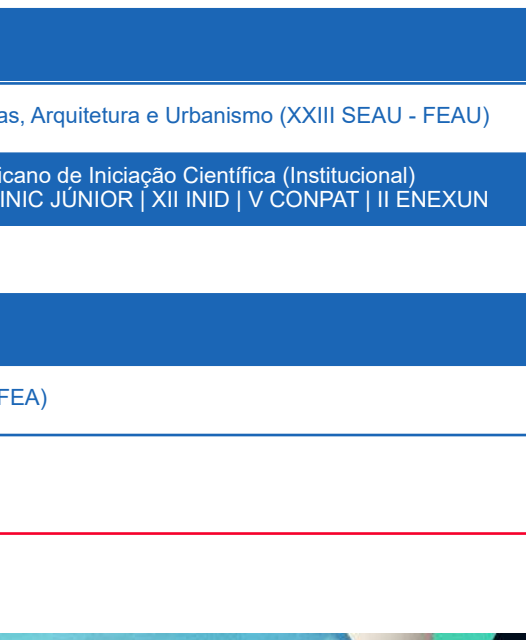 as, Arquitetura e Urbanismo (XXIII SEAU - FEAU)
icano de Iniciação Científica (Institucional)
INIC JÚNIOR | XII INID | V CONPAT | II ENEXUN
FEA)